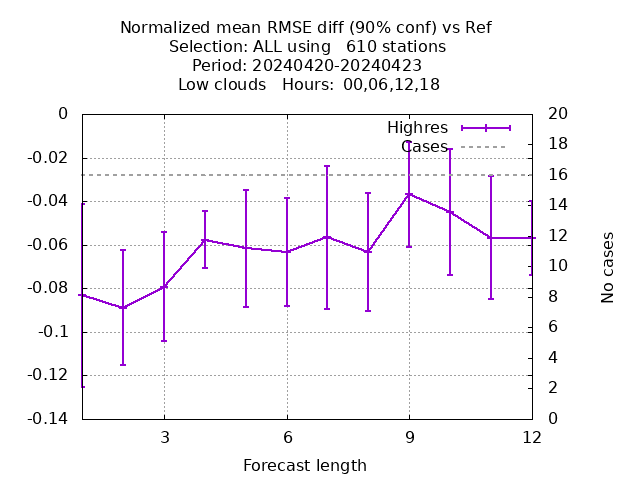 Normalized mean RMSE diff (90% conf) vs Ref
Selection: ALL using   610 stations
Period: 20240420-20240423
Low clouds   Hours:  00,06,12,18
Highres
Cases
0
-0.02
-0.04
-0.06
-0.08
-0.1
-0.12
-0.14
20
18
16
14
12
10
8
6
4
2
0
No cases
3
6
9
12
Forecast length